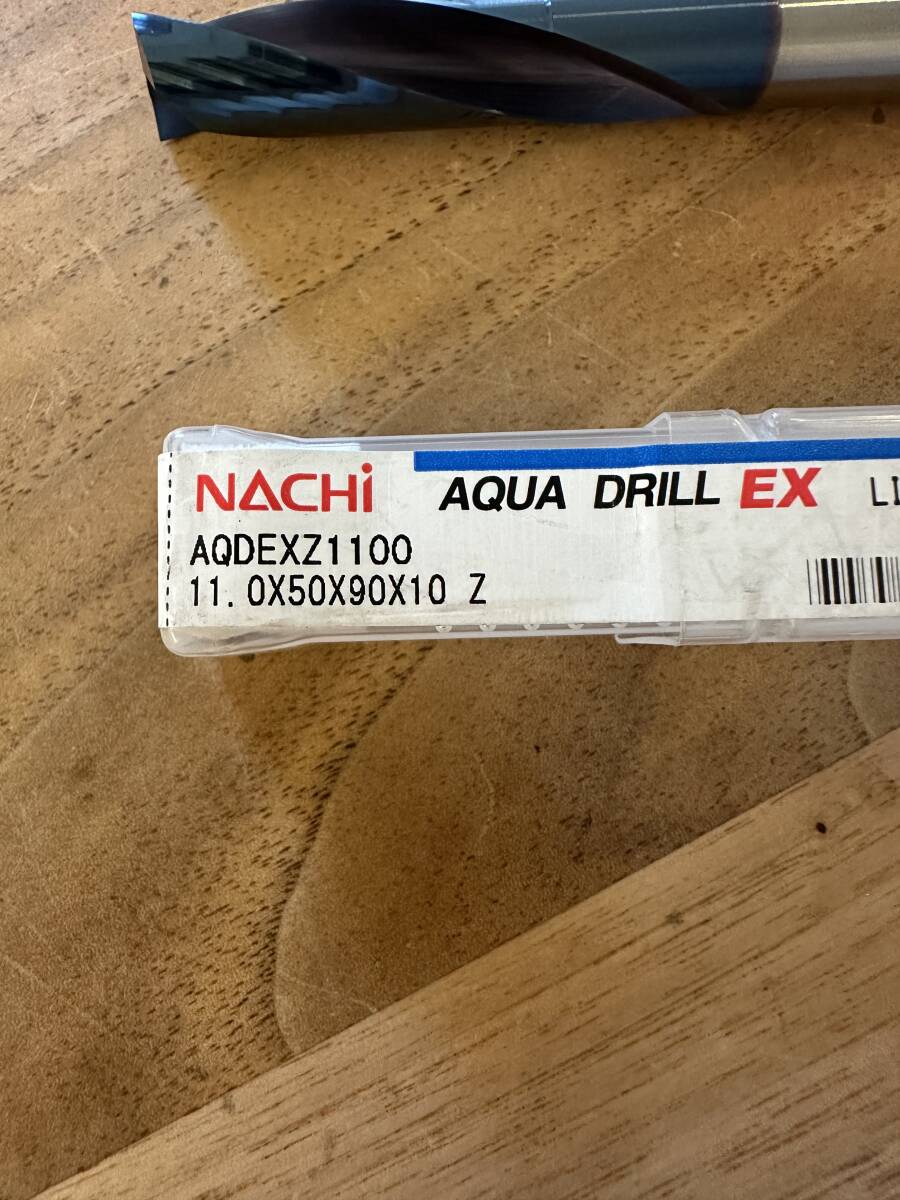 NACHi AQUA DRILL EX
AQDEXZ1100
11.0X50X90X10 Z